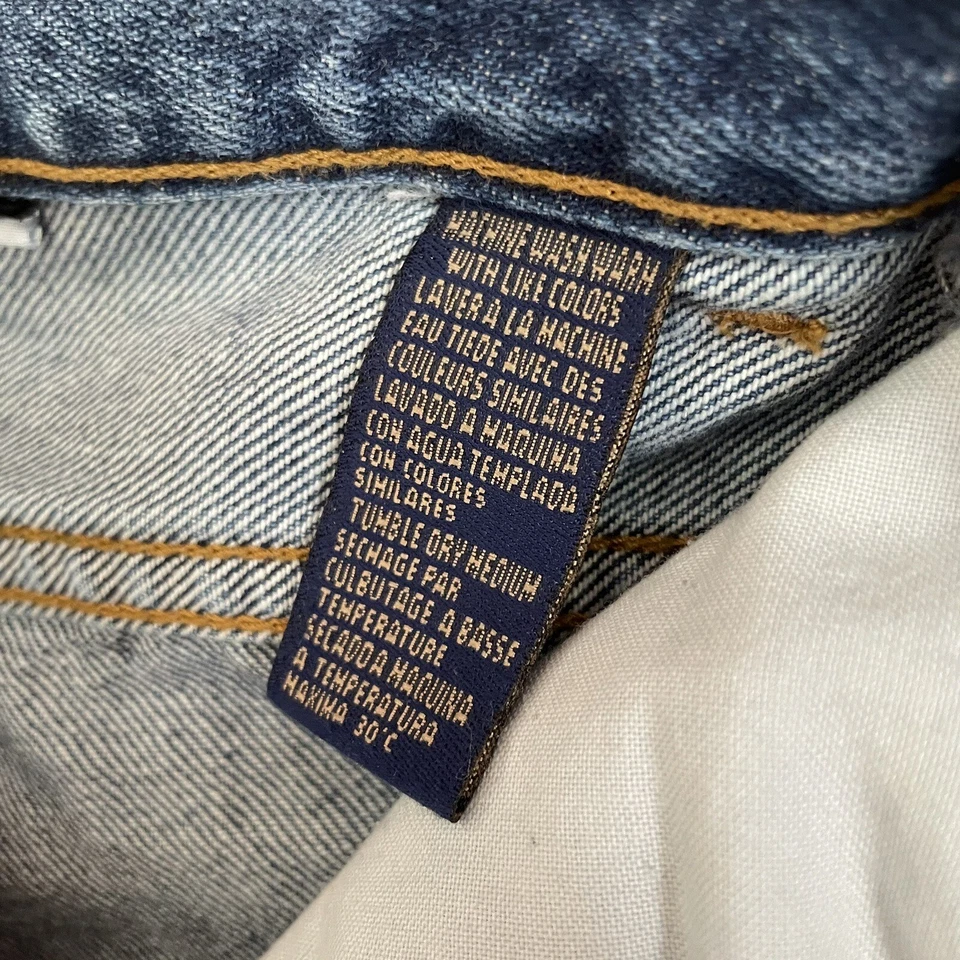 MACHINE WASH WARM
WITH LIKE COLORS
LAVER A LA MACHINE
EAU TIEDE AVEC DES
COULEURS SIMILAIRES
LAVADO A MAQUINA
CON AGUA TEMPLADA
CON COLORES
SIMILARES
TUMBLE DRY MEDIUM
SECHAGE PAR
CULBUTAGE A BASSE
TEMPERATURE
SECADO A MAQUINA
A TEMPERATURA
MAXIMA 30°C